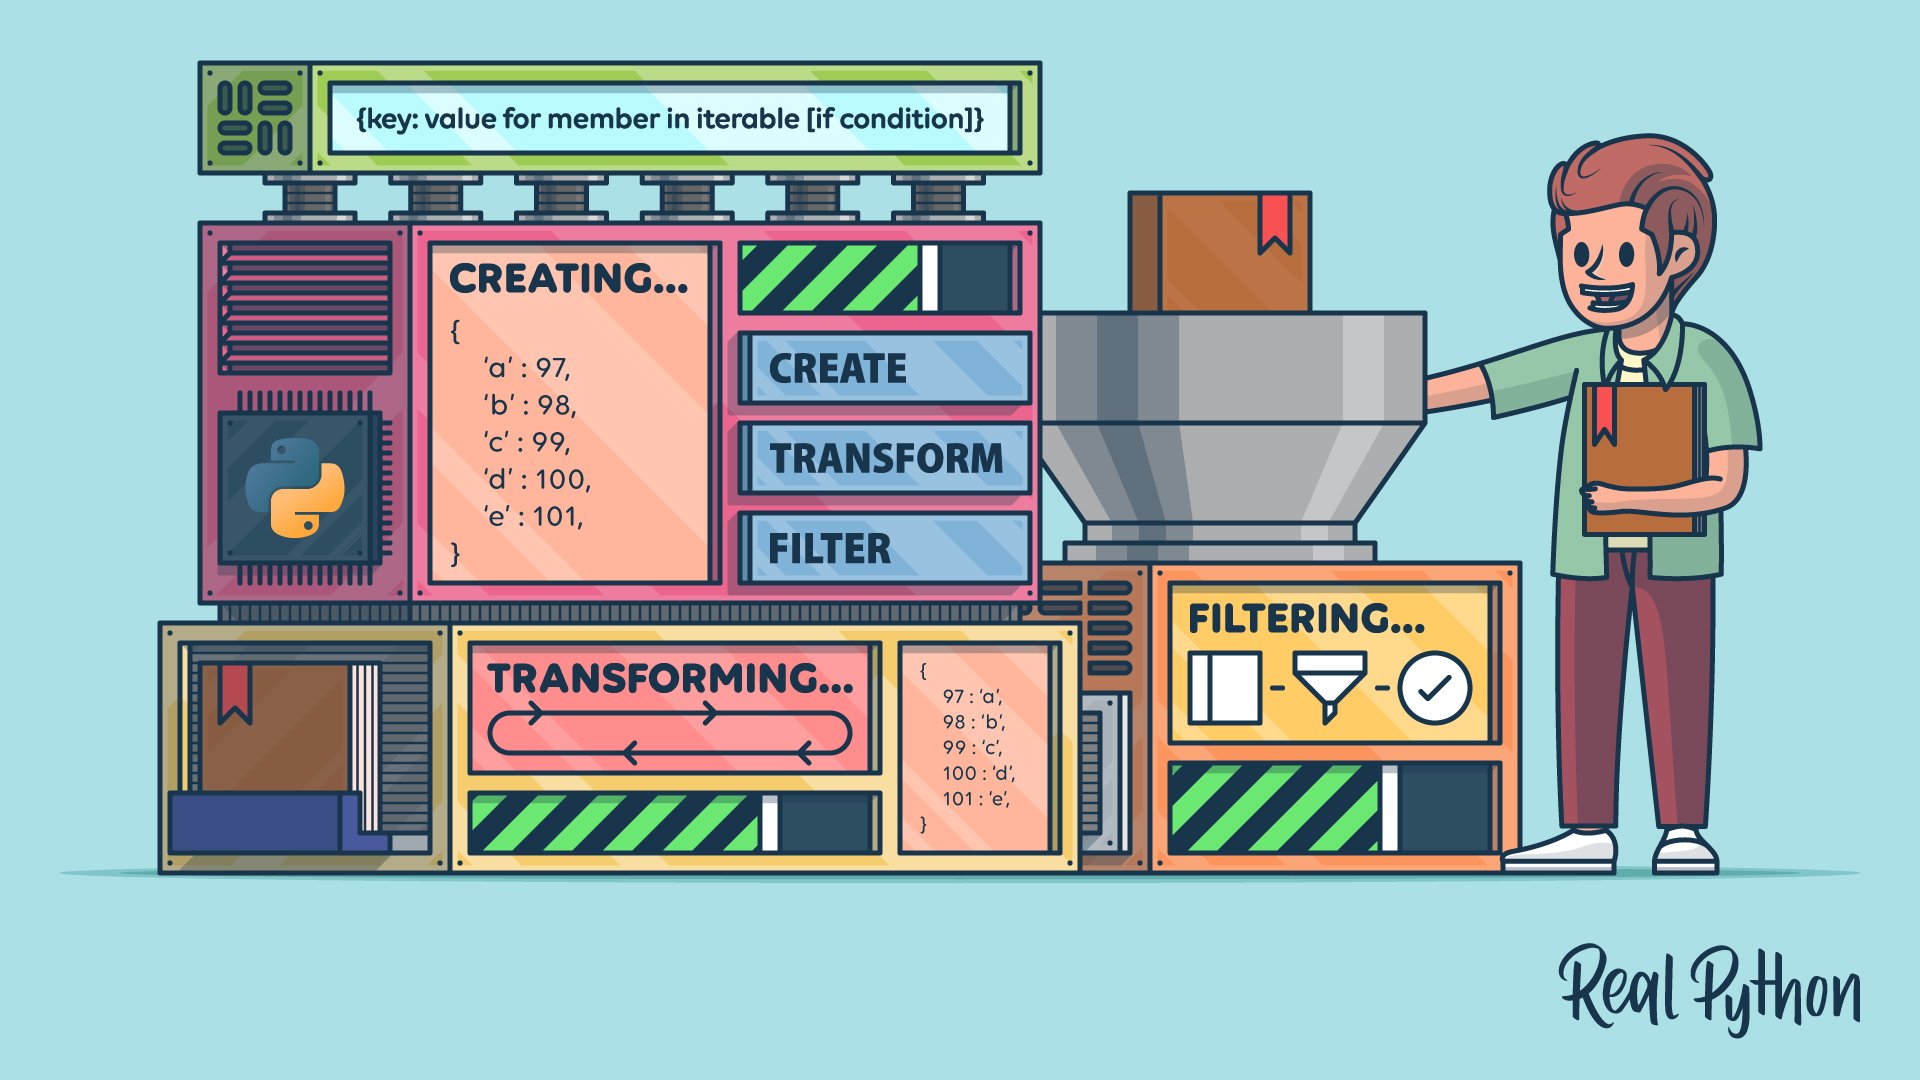 {key: value for member in iterable [if condition]}
CREATING...
{
‘a’ : 97,
‘b’ : 98,
‘c’ : 99,
‘d’ : 100,
‘e’ : 101,
}
CREATE
TRANSFORM
FILTER
TRANSFORMING...
{
97 : ‘a’,
98 : ‘b’,
99 : ‘c’,
100 : ‘d’,
101 : ‘e’,
}
FILTERING...
Real Python